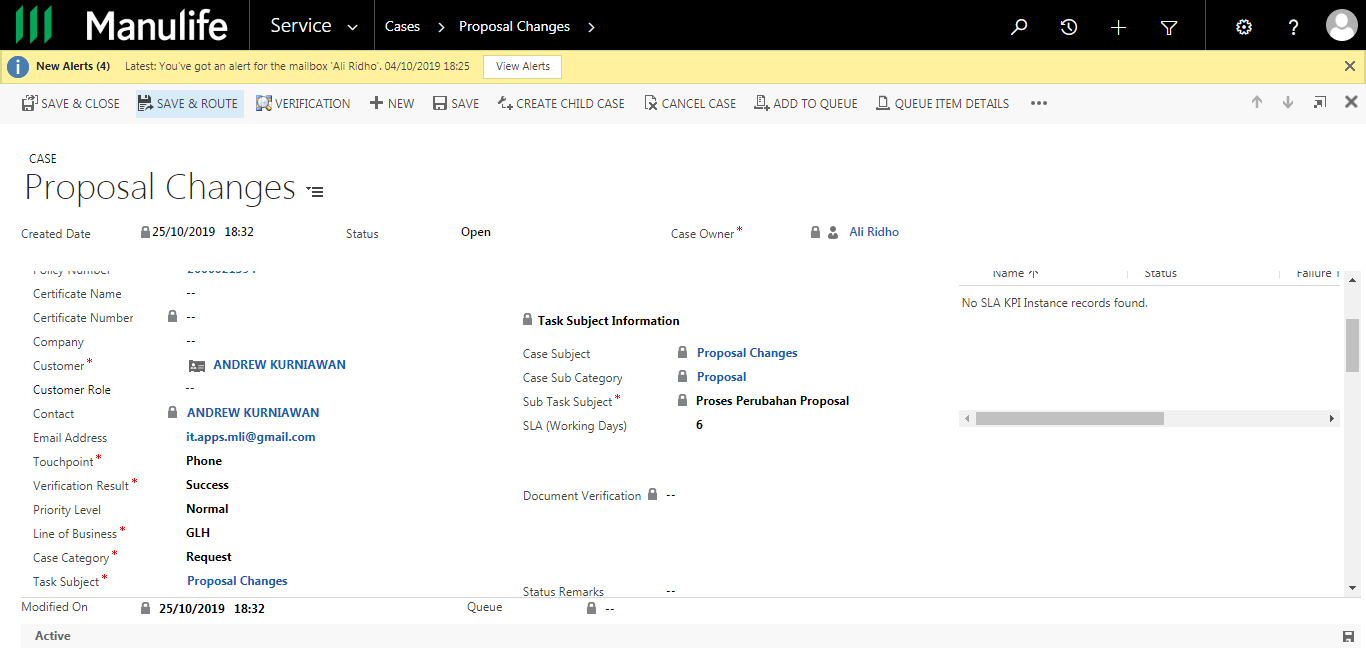 Manulife Service Cases Proposal Changes
New Alerts (4) Latest: You've got an alert for the mailbox 'Ali Ridho'. 04/10/2019 18:25 View Alerts
SAVE & CLOSE SAVE & ROUTE VERIFICATION NEW SAVE CREATE CHILD CASE CANCEL CASE ADD TO QUEUE QUEUE ITEM DETAILS
CASE
Proposal Changes
Created Date 25/10/2019 18:32 Status Open Case Owner* Ali Ridho
Policy Number
Name Status Failure
Certificate Name --
No SLA KPI Instance records found.
Certificate Number --
Task Subject Information
Company --
Case Subject Proposal Changes
Customer* ANDREW KURNIAWAN
Case Sub Category Proposal
Customer Role --
Sub Task Subject* Proses Perubahan Proposal
Contact ANDREW KURNIAWAN
SLA (Working Days) 6
Email Address it.apps.mli@gmail.com
Touchpoint* Phone
Verification Result* Success
Document Verification --
Priority Level Normal
Line of Business* GLH
Case Category* Request
Task Subject* Proposal Changes
Status Remarks --
Modified On 25/10/2019 18:32 Queue --
Active